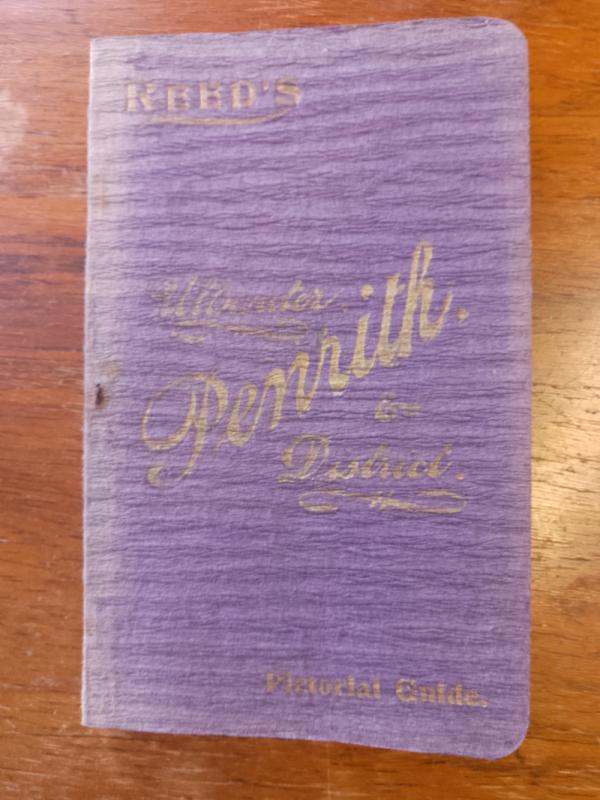 REED'S
Ullswater.
Penrith.
&
District.
Pictorial Guide.